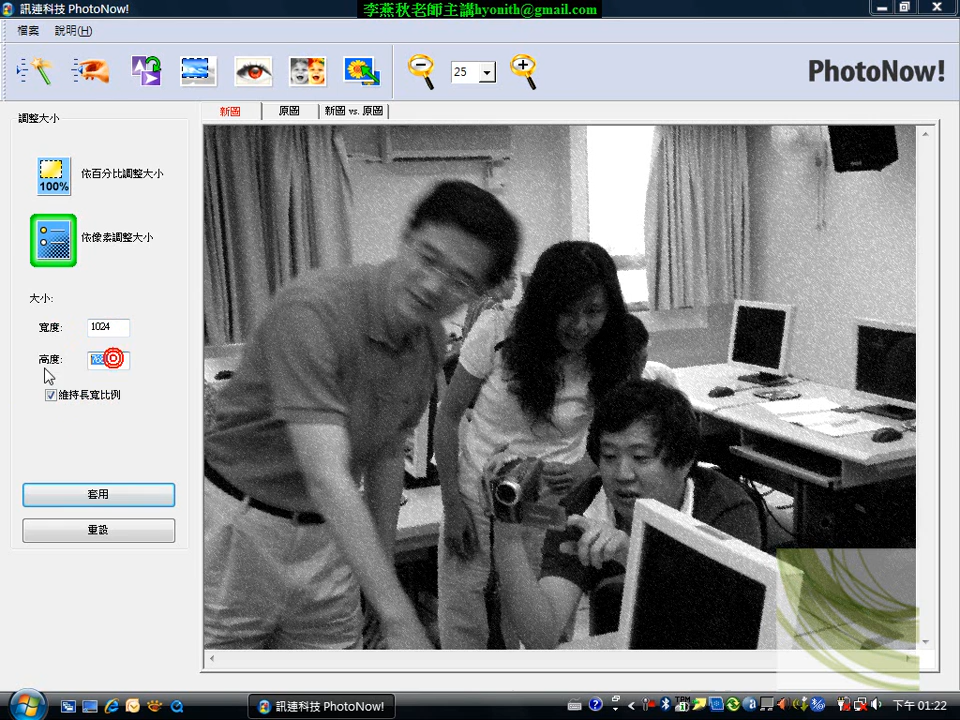 訊連科技 PhotoNow!
李燕秋老師主講hyonith@gmail.com
檔案 說明(H)
25
PhotoNow!
新圖 原圖 新圖 vs. 原圖
調整大小
100%
依百分比調整大小
依像素調整大小
大小:
寬度: 1024
高度:
維持長寬比例
套用
重設
訊連科技 PhotoNow!
下午 01:22